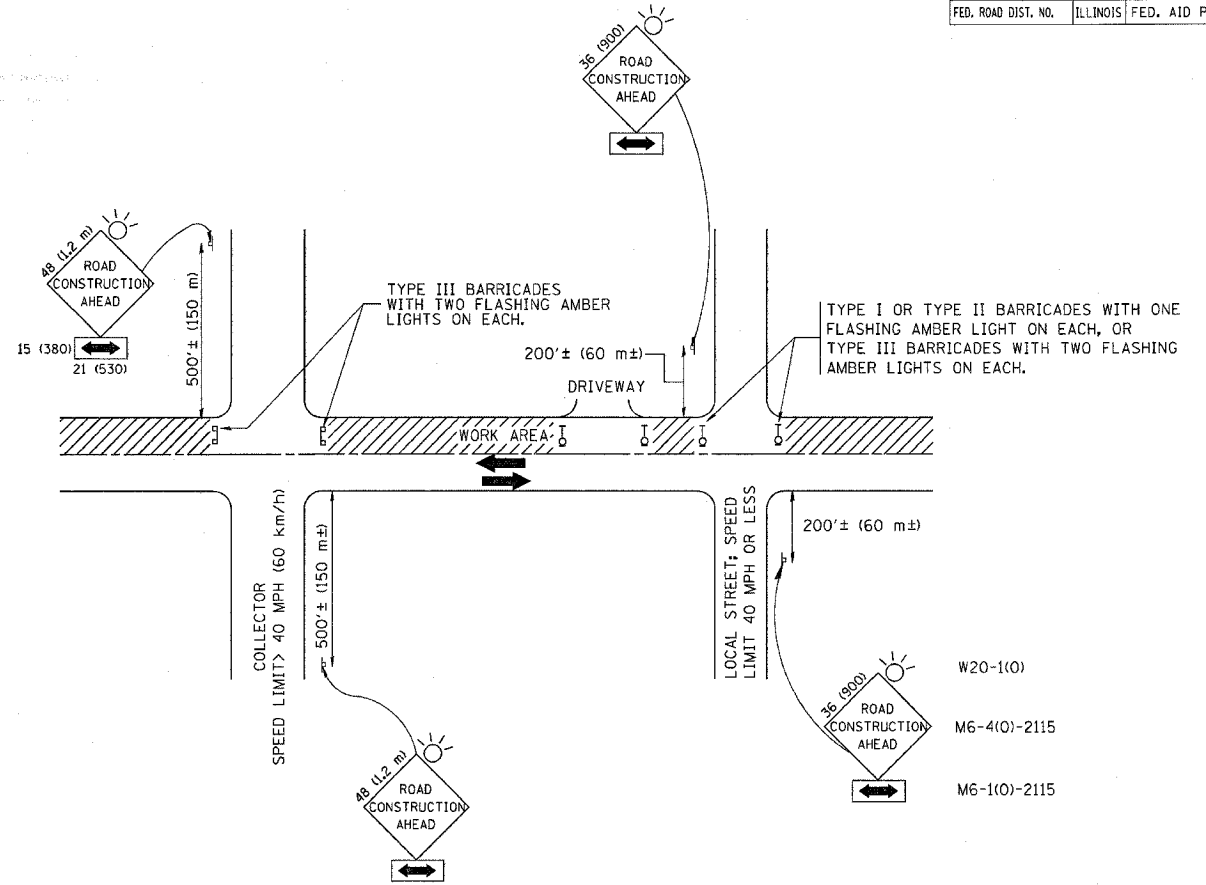 FED. ROAD DIST. NO. ILLINOIS FED. AID P
36 (900)
ROAD
CONSTRUCTION
AHEAD
48 (1.2 m)
ROAD
CONSTRUCTION
AHEAD
15 (380)
21 (530)
500'± (150 m)
TYPE III BARRICADES
WITH TWO FLASHING AMBER
LIGHTS ON EACH.
200'± (60 m±)
DRIVEWAY
TYPE I OR TYPE II BARRICADES WITH ONE
FLASHING AMBER LIGHT ON EACH, OR
TYPE III BARRICADES WITH TWO FLASHING
AMBER LIGHTS ON EACH.
WORK AREA
COLLECTOR
SPEED LIMIT> 40 MPH (60 km/h)
500'± (150 m±)
LOCAL STREET; SPEED
LIMIT 40 MPH OR LESS
200'± (60 m±)
48 (1.2 m)
ROAD
CONSTRUCTION
AHEAD
36 (900)
ROAD
CONSTRUCTION
AHEAD
W20-1(O)
M6-4(O)-2115
M6-1(O)-2115